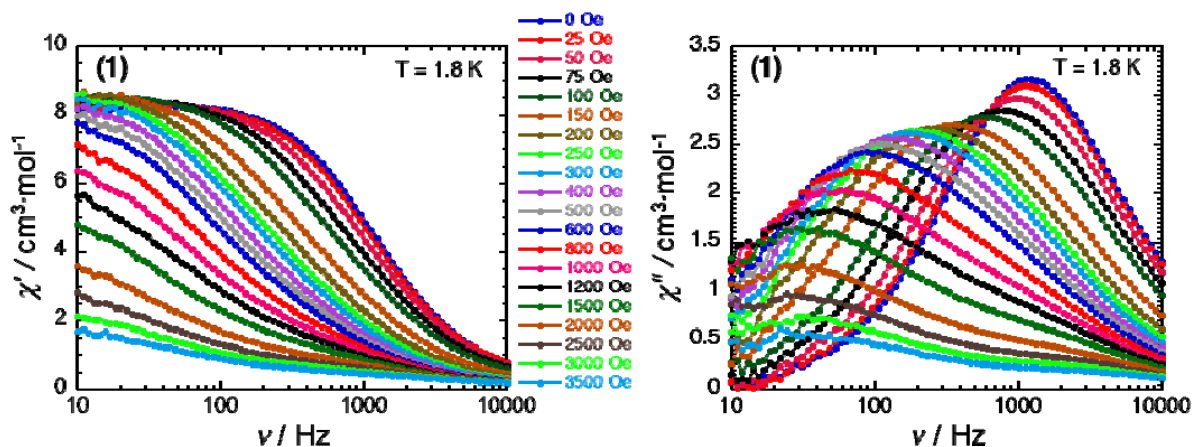 10
8
6
4
2
0
χ′ / cm³·mol⁻¹
(1)
T = 1.8 K
10
100
1000
10000
ν / Hz
0 Oe
25 Oe
50 Oe
75 Oe
100 Oe
150 Oe
200 Oe
250 Oe
300 Oe
400 Oe
500 Oe
600 Oe
800 Oe
1000 Oe
1200 Oe
1500 Oe
2000 Oe
2500 Oe
3000 Oe
3500 Oe
3.5
3
2.5
2
1.5
1
0.5
0
χ″ / cm³·mol⁻¹
(1)
T = 1.8 K
10
100
1000
10000
ν / Hz